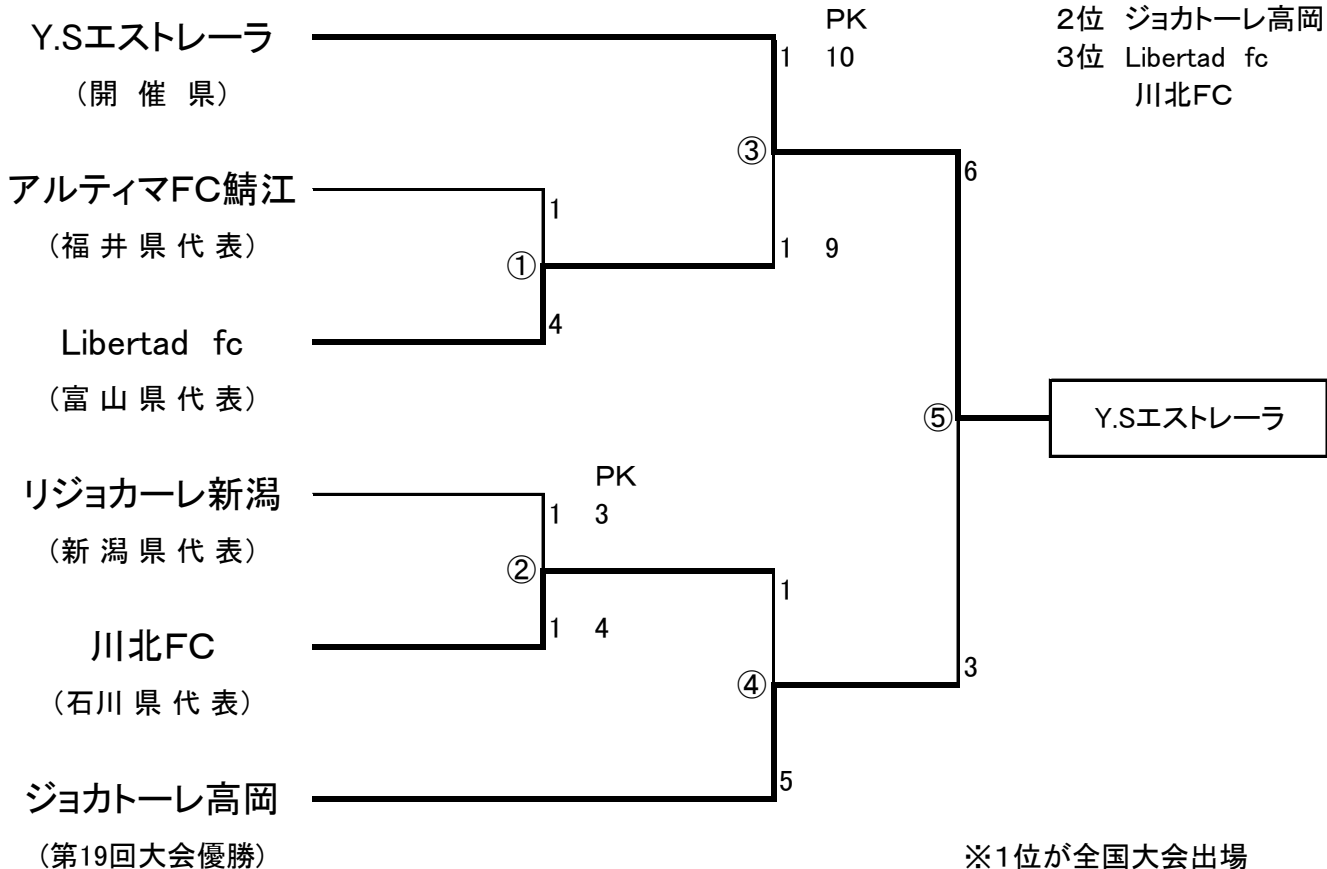 PK
2位 ジョカトーレ高岡
Y.Sエストレーラ
1 10
3位 Libertad fc
（開 催 県）
川北FC
③
6
アルティマFC鯖江
1
（福 井 県 代 表）
1 9
①
4
Libertad fc
（富 山 県 代 表）
⑤
Y.Sエストレーラ
PK
リジョカーレ新潟
1 3
（新 潟 県 代 表）
②
1
1 4
川北FC
3
④
（石 川 県 代 表）
5
ジョカトーレ高岡
（第19回大会優勝）
※1位が全国大会出場